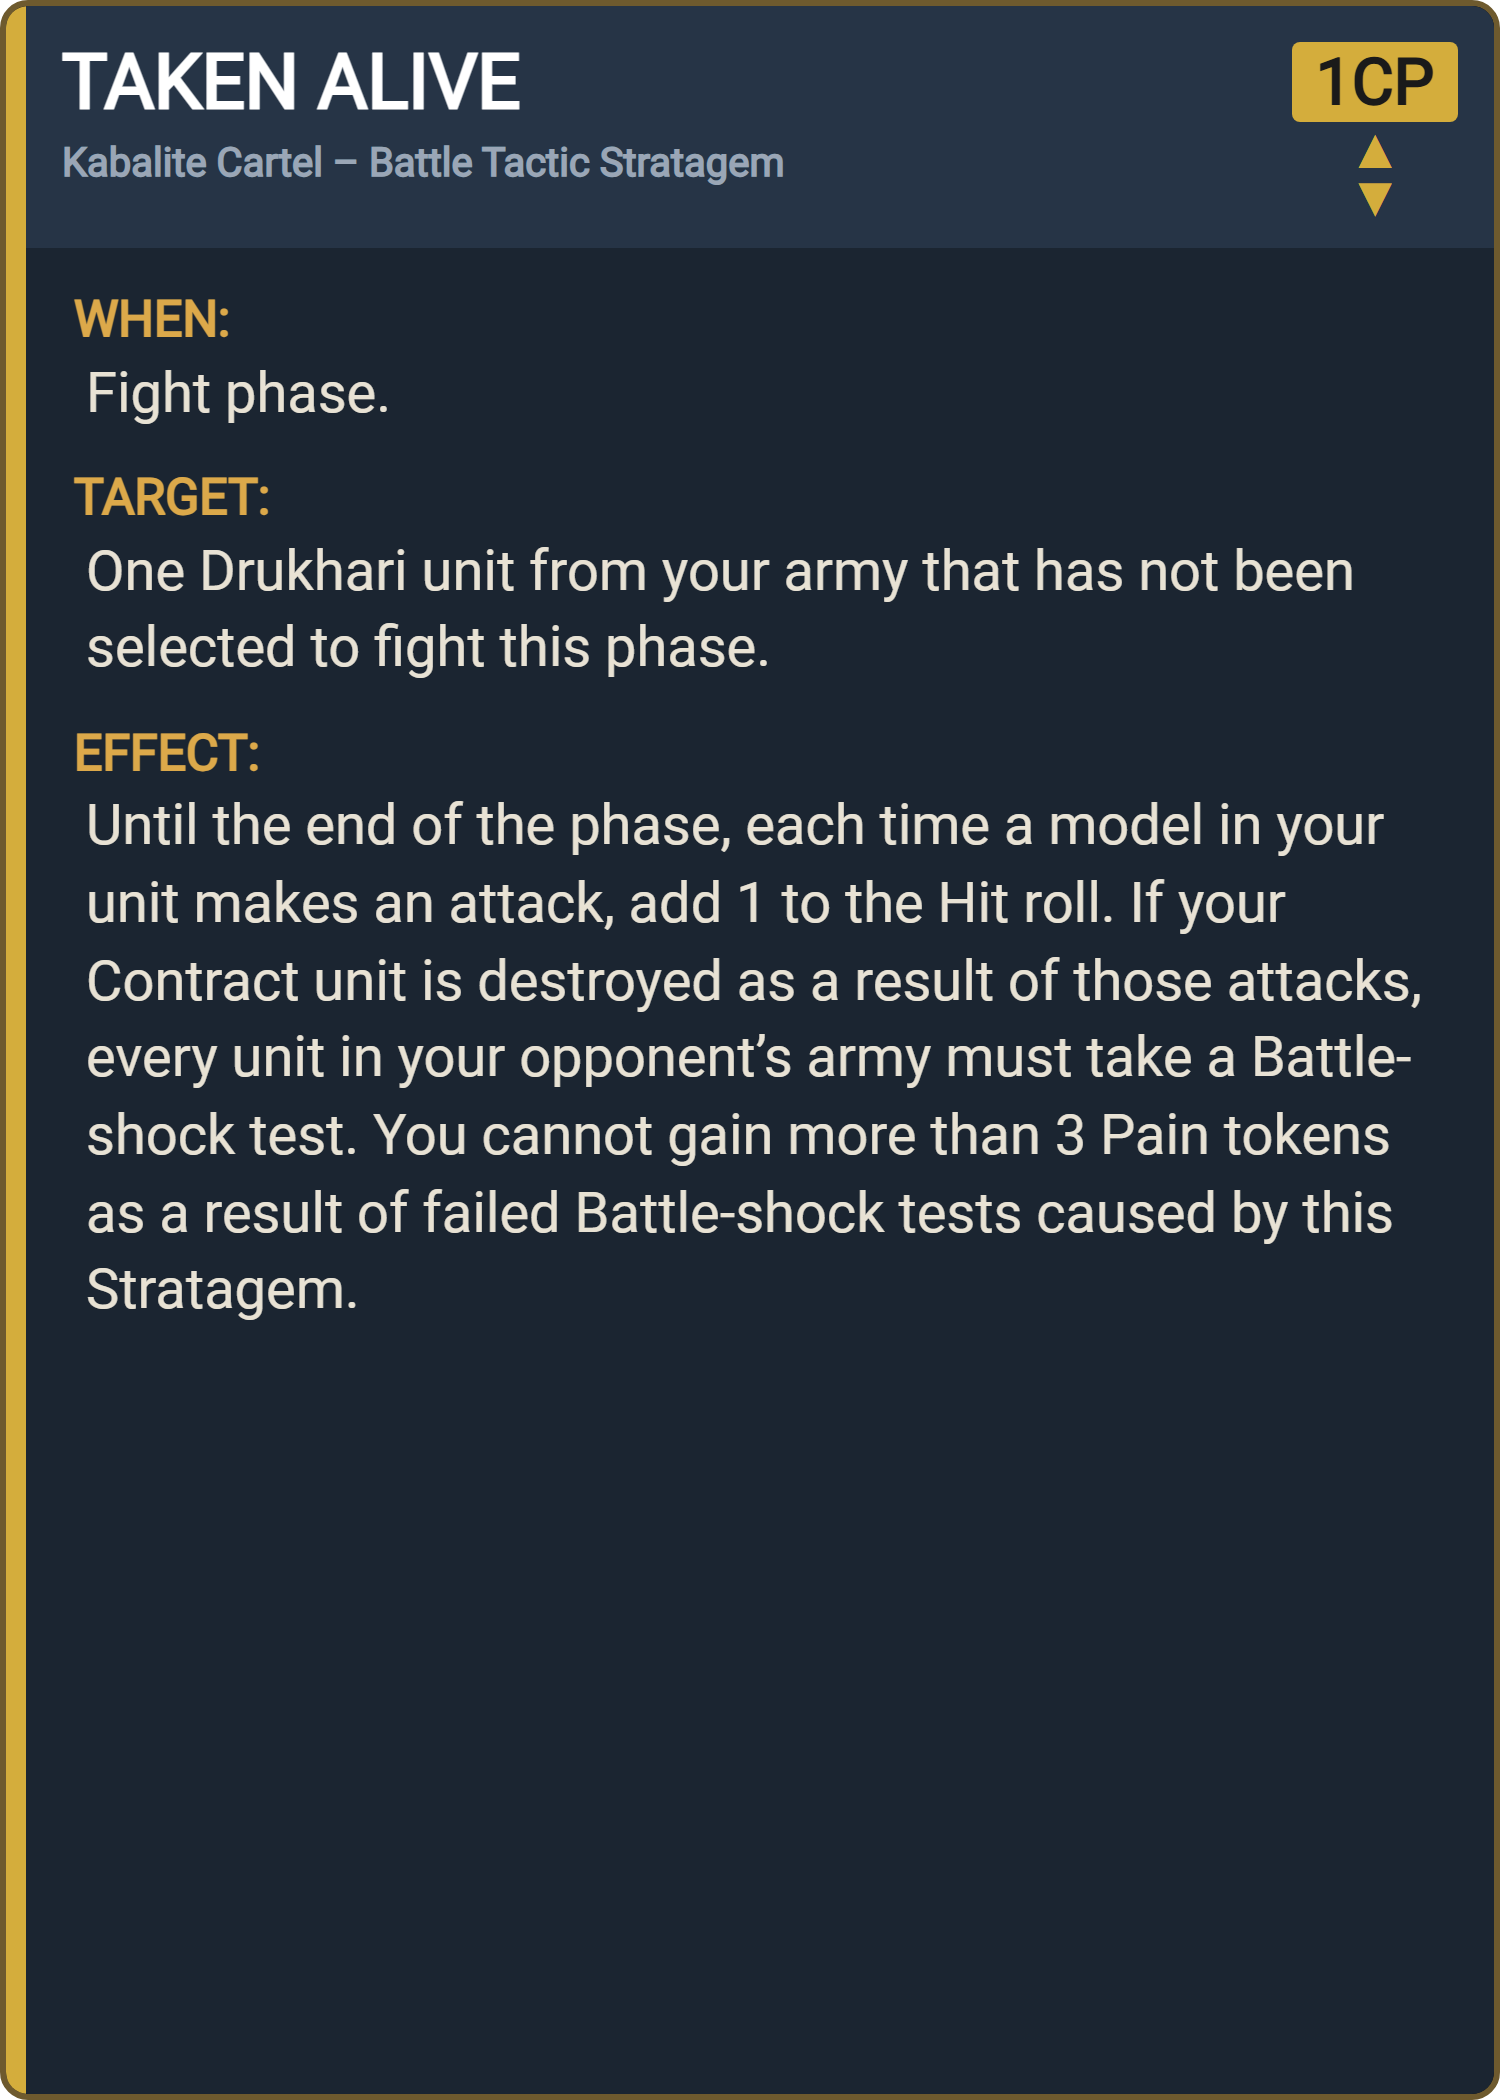 TAKEN ALIVE
1CP
Kabalite Cartel – Battle Tactic Stratagem
▲
▼
WHEN:
Fight phase.
TARGET:
One Drukhari unit from your army that has not been
selected to fight this phase.
EFFECT:
Until the end of the phase, each time a model in your
unit makes an attack, add 1 to the Hit roll. If your
Contract unit is destroyed as a result of those attacks,
every unit in your opponent’s army must take a Battle-
shock test. You cannot gain more than 3 Pain tokens
as a result of failed Battle-shock tests caused by this
Stratagem.